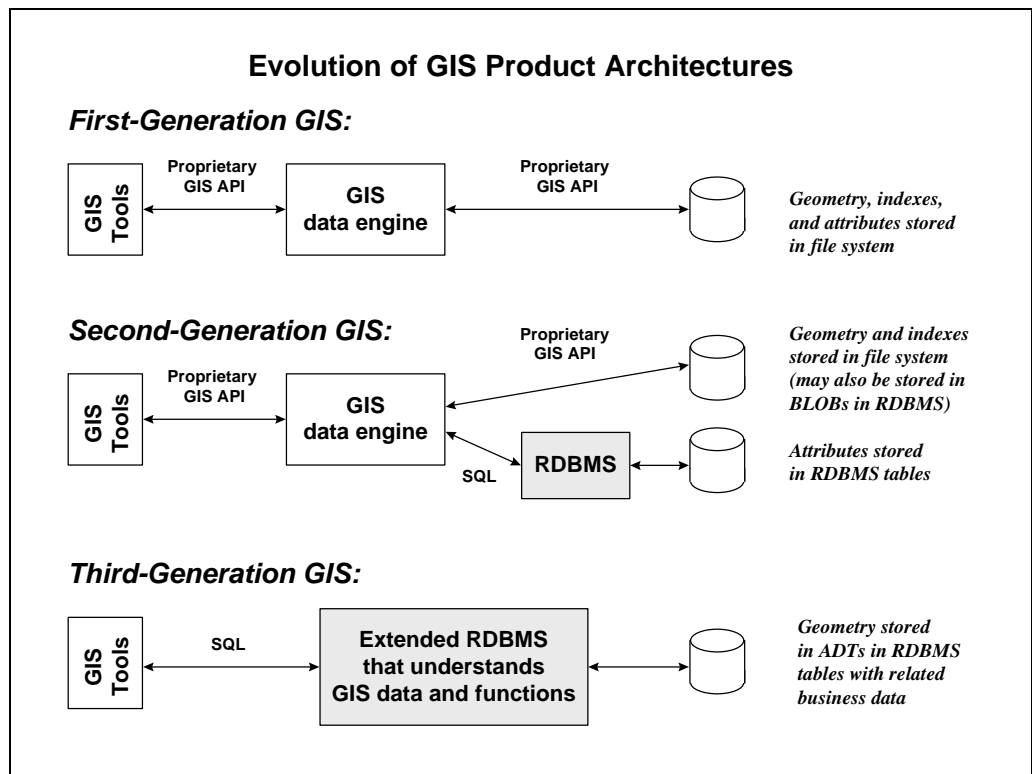 Evolution of GIS Product Architectures
First-Generation GIS:
GIS
Tools
Proprietary
GIS API
GIS
data engine
Proprietary
GIS API
Geometry, indexes,
and attributes stored
in file system
Second-Generation GIS:
GIS
Tools
Proprietary
GIS API
GIS
data engine
Proprietary
GIS API
SQL
RDBMS
Geometry and indexes
stored in file system
(may also be stored in
BLOBs in RDBMS)
Attributes stored
in RDBMS tables
Third-Generation GIS:
GIS
Tools
SQL
Extended RDBMS
that understands
GIS data and functions
Geometry stored
in ADTs in RDBMS
tables with related
business data